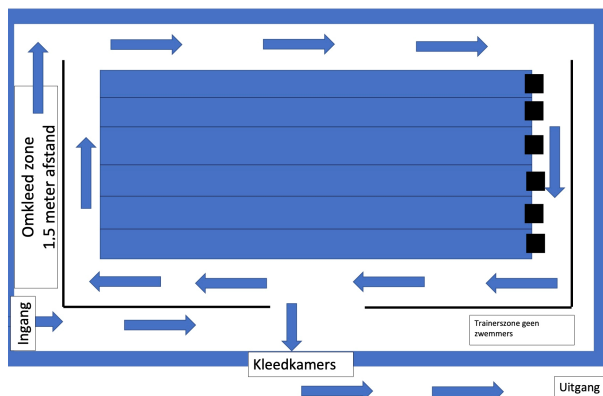 Omkleed zone
1.5 meter afstand
Ingang
Trainerszone geen
zwemmers
Kleedkamers
Uitgang